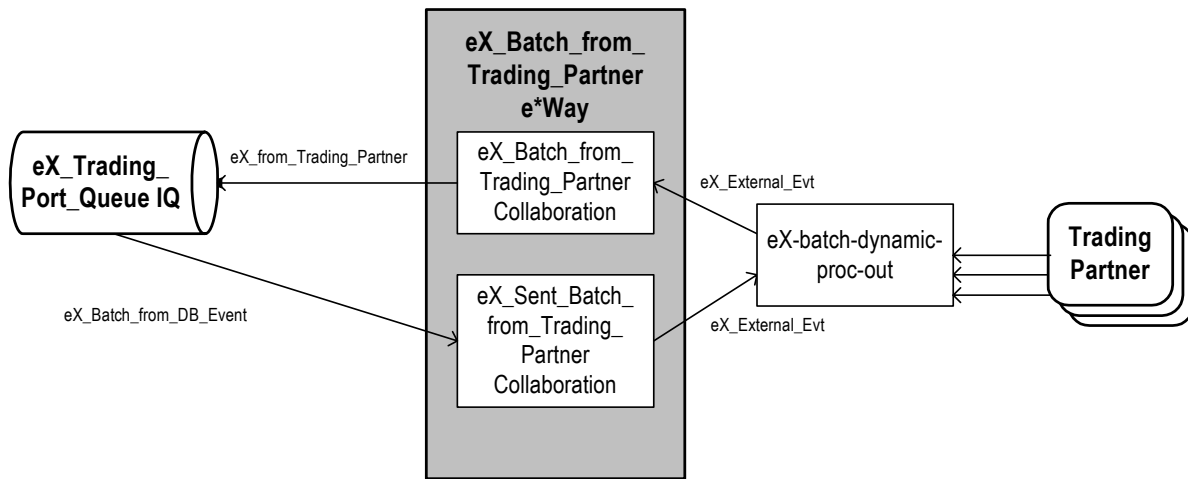 eX_Batch_from_
Trading_Partner
e*Way
eX_Trading_
Port_Queue IQ
eX_from_Trading_Partner
eX_Batch_from_
Trading_Partner
Collaboration
eX_External_Evt
eX-batch-dynamic-
proc-out
Trading
Partner
eX_Batch_from_DB_Event
eX_Sent_Batch_
from_Trading_
Partner
Collaboration
eX_External_Evt